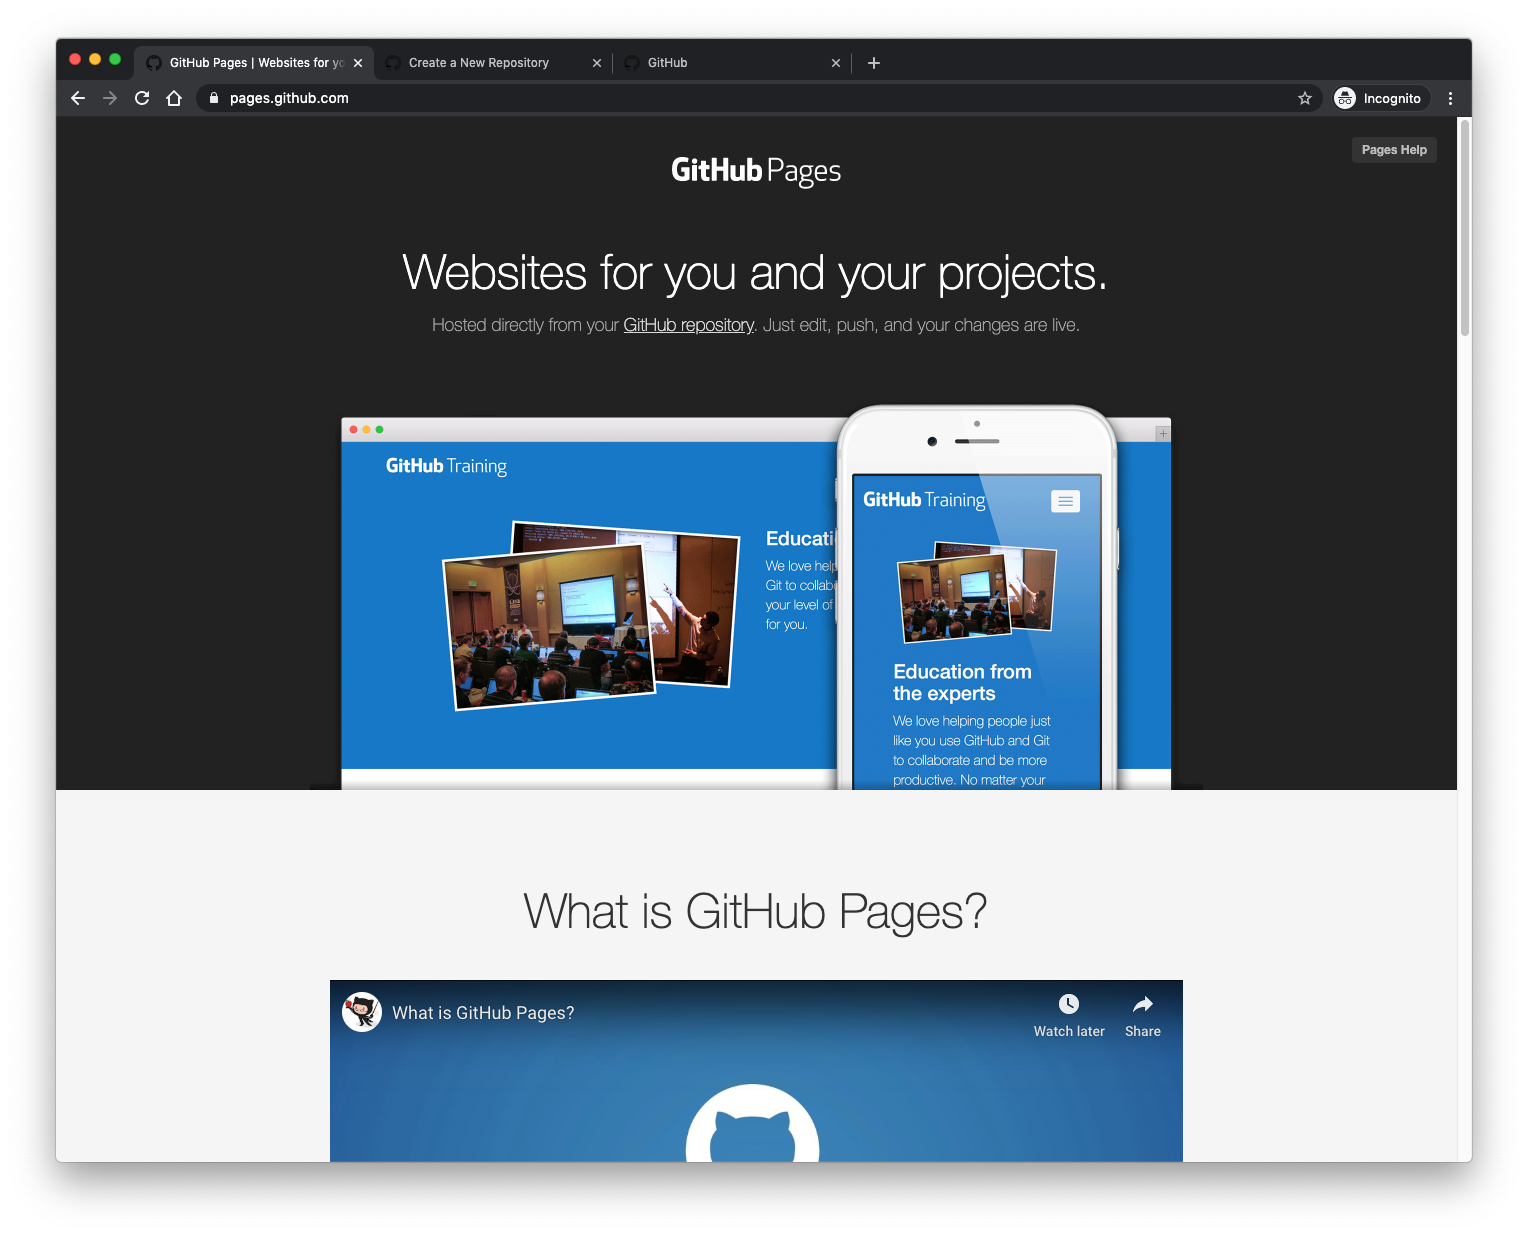 GitHub Pages | Websites for yo
Create a New Repository
GitHub
pages.github.com
Incognito
Pages Help
GitHub Pages
Websites for you and your projects.
Hosted directly from your GitHub repository. Just edit, push, and your changes are live.
GitHub Training
Educati
We love help
Git to collab
your level of
for you.
GitHub Training
Education from
the experts
We love helping people just
like you use GitHub and Git
to collaborate and be more
productive. No matter your
What is GitHub Pages?
What is GitHub Pages?
Watch later
Share